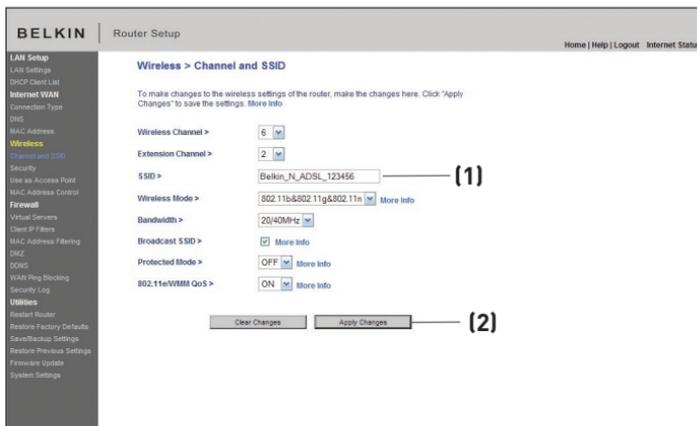 BELKIN
Router Setup
Home | Help | Logout Internet Statu
LAN Setup
LAN Settings
DHCP Client List
Internet WAN
Connection Type
DNS
MAC Address
Wireless
Channel and SSID
Security
Use as Access Point
MAC Address Control
Firewall
Virtual Servers
Client IP Filters
MAC Address Filtering
DMZ
DDNS
WAN Ping Blocking
Security Log
Utilities
Restart Router
Restore Factory Defaults
Save/Backup Settings
Restore Previous Settings
Firmware Update
System Settings
Wireless > Channel and SSID
To make changes to the wireless settings of the router, make the changes here. Click "Apply
Changes" to save the settings. More Info
Wireless Channel > 6
Extension Channel > 2
SSID > Belkin_N_ADSL_123456 (1)
Wireless Mode > 802.11b&802.11g&802.11n More Info
Bandwidth > 20/40MHz
Broadcast SSID > More Info
Protected Mode > OFF More Info
802.11e/WMM QoS > ON More Info
Clear Changes Apply Changes (2)